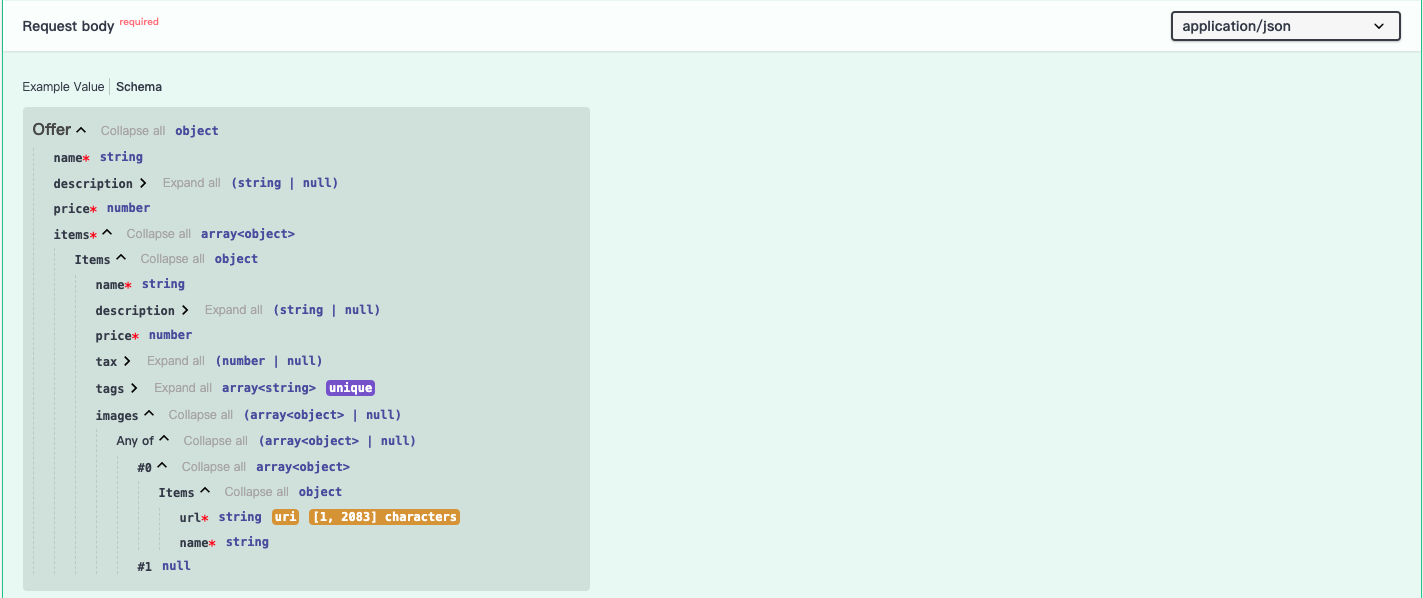 Request body required
application/json
Example Value Schema
Offer Collapse all object
name* string
description Expand all (string | null)
price* number
items* Collapse all array<object>
Items Collapse all object
name* string
description Expand all (string | null)
price* number
tax Expand all (number | null)
tags Expand all array<string> unique
images Collapse all (array<object> | null)
Any of Collapse all (array<object> | null)
#0 Collapse all array<object>
Items Collapse all object
url* string uri [1, 2083] characters
name* string
#1 null